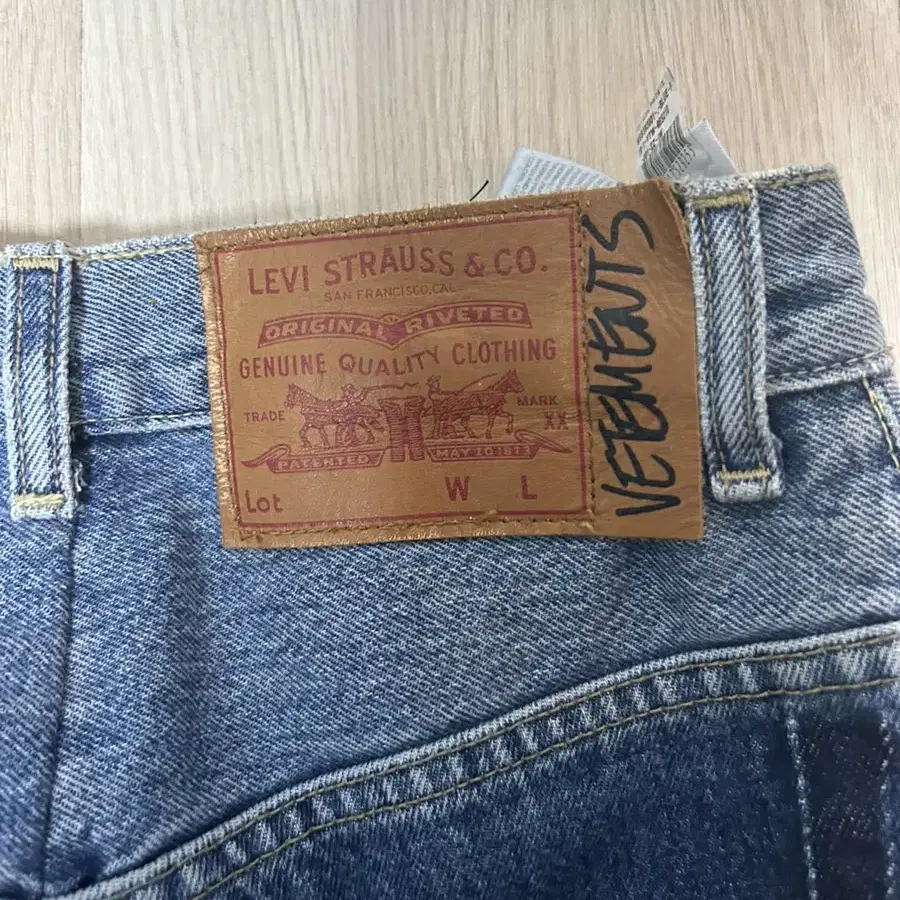 LEVI STRAUSS & CO.
SAN FRANCISCO, CAL
ORIGINAL RIVETED
GENUINE QUALITY CLOTHING
TRADE MARK
XX
PATENTED MAY 20 1873
Lot W L
VETEMENTS